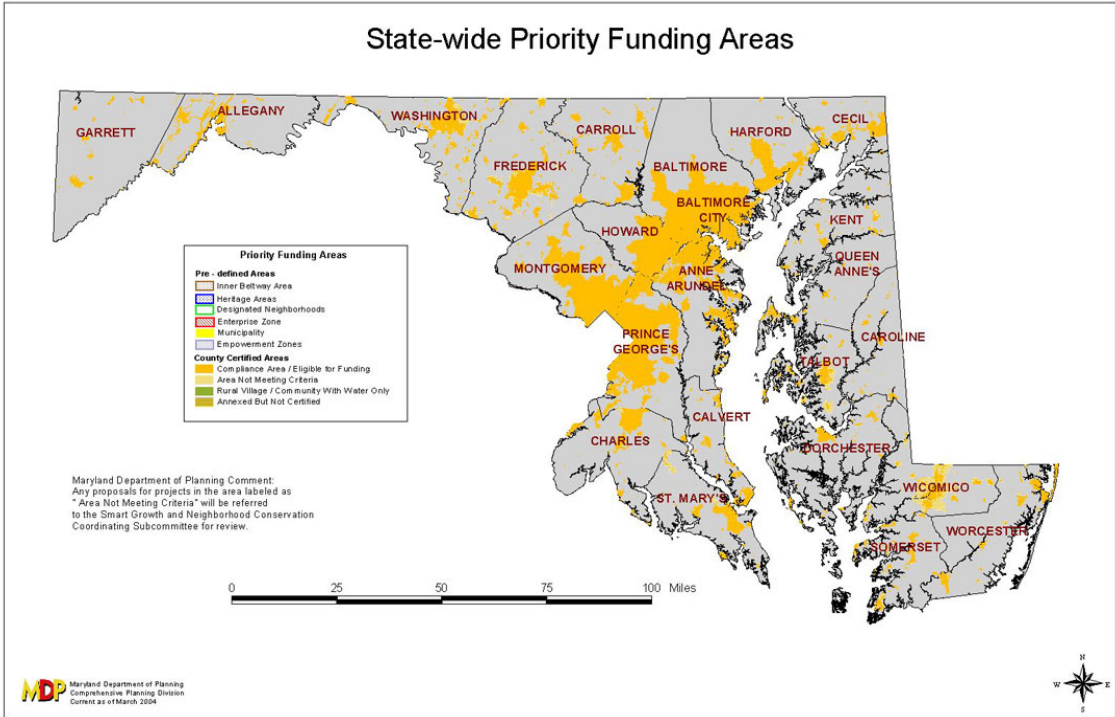 State-wide Priority Funding Areas
GARRETT
ALLEGANY
WASHINGTON
FREDERICK
CARROLL
BALTIMORE
HARFORD
CECIL
BALTIMORE
CITY
HOWARD
KENT
QUEEN
ANNE'S
MONTGOMERY
ANNE
ARUNDEL
PRINCE
GEORGE'S
CAROLINE
TALBOT
CALVERT
CHARLES
DORCHESTER
ST. MARY'S
WICOMICO
WORCESTER
SOMERSET
Priority Funding Areas
Pre - defined Areas
Inner Beltway Area
Heritage Areas
Designated Neighborhoods
Enterprise Zone
Municipality
Empowerment Zones
County Certified Areas
Compliance Area / Eligible for Funding
Area Not Meeting Criteria
Rural Village / Community With Water Only
Annexed But Not Certified
Maryland Department of Planning Comment:
Any proposals for projects in the area labeled as
" Area Not Meeting Criteria" will be referred
to the Smart Growth and Neighborhood Conservation
Coordinating Subcommittee for review.
0 25 50 75 100 Miles
MDP
Maryland Department of Planning
Comprehensive Planning Division
Current as of March 2004
N
W E
S